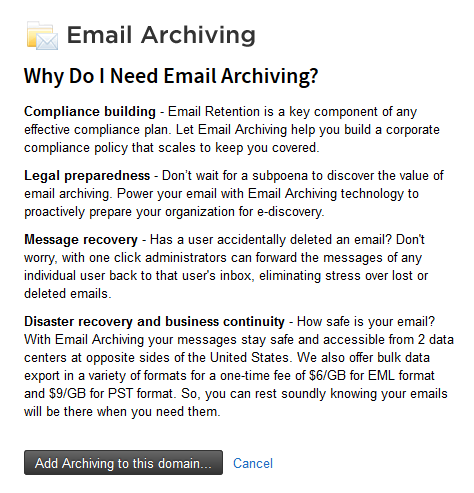 Email Archiving
Why Do I Need Email Archiving?
Compliance building - Email Retention is a key component of any
effective compliance plan. Let Email Archiving help you build a corporate
compliance policy that scales to keep you covered.
Legal preparedness - Don’t wait for a subpoena to discover the value of
email archiving. Power your email with Email Archiving technology to
proactively prepare your organization for e-discovery.
Message recovery - Has a user accidentally deleted an email? Don't
worry, with one click administrators can forward the messages of any
individual user back to that user's inbox, eliminating stress over lost or
deleted emails.
Disaster recovery and business continuity - How safe is your email?
With Email Archiving your messages stay safe and accessible from 2 data
centers at opposite sides of the United States. We also offer bulk data
export in a variety of formats for a one-time fee of $6/GB for EML format
and $9/GB for PST format. So, you can rest soundly knowing your emails
will be there when you need them.
Add Archiving to this domain... Cancel